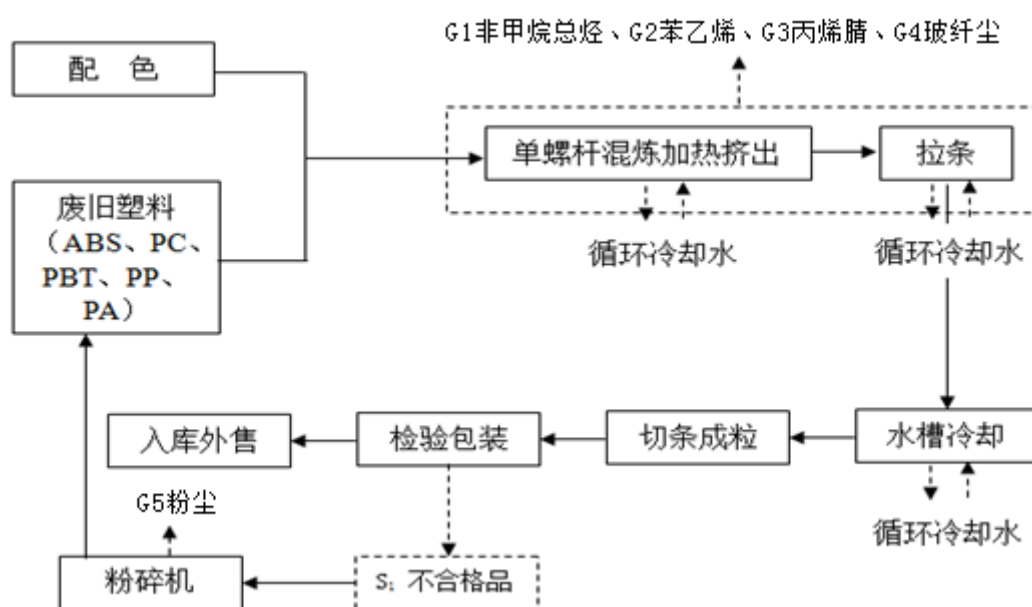 G1非甲烷总烃、G2苯乙烯、G3丙烯腈、G4玻纤尘
配 色
单螺杆混炼加热挤出
拉条
废旧塑料
（ABS、PC、
PBT、PP、
PA）
循环冷却水
循环冷却水
入库外售
检验包装
切条成粒
水槽冷却
G5粉尘
循环冷却水
粉碎机
S₁ 不合格品